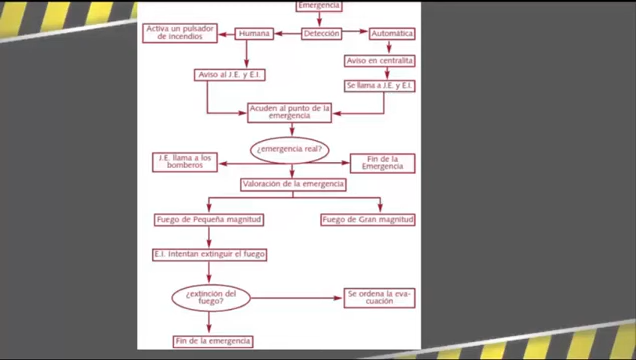 Emergencia
Activa un pulsador
de incendios
Humana
Detección
Automática
Aviso en centralita
Aviso al J.E. y E.I.
Se llama a J.E. y E.I.
Acuden al punto de la
emergencia
¿emergencia real?
J.E. llama a los
bomberos
Fin de la
Emergencia
Valoración de la emergencia
Fuego de Pequeña magnitud
Fuego de Gran magnitud
E.I. Intentan extinguir el fuego
¿extinción del
fuego?
Se ordena la eva-
cuación
Fin de la emergencia